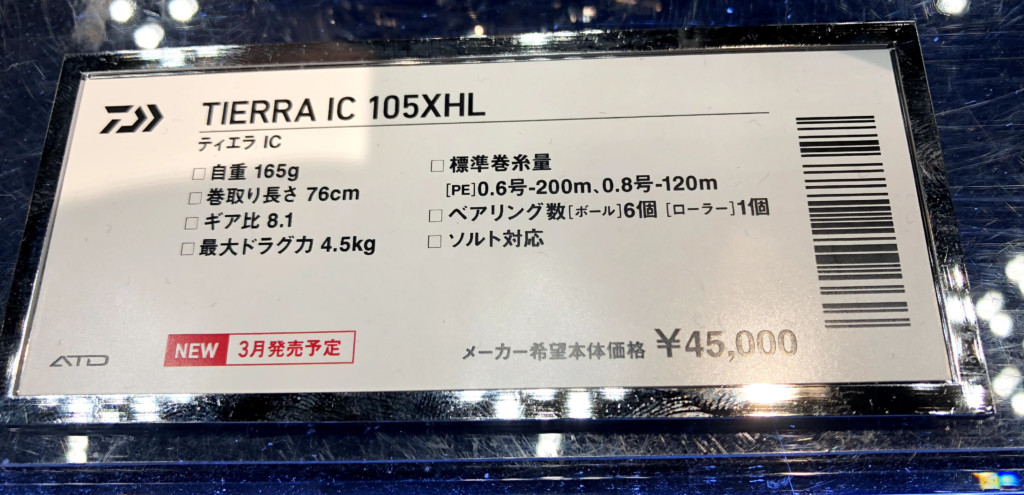 TIERRA IC 105XHL
ティエラ IC
□自重 165g
□巻取り長さ 76cm
□ギア比 8.1
□最大ドラグ力 4.5kg
□標準巻糸量
[PE]0.6号-200m、0.8号-120m
□ベアリング数[ボール]6個 [ローラー]1個
□ソルト対応
ATD
NEW 3月発売予定
メーカー希望本体価格 ¥45,000